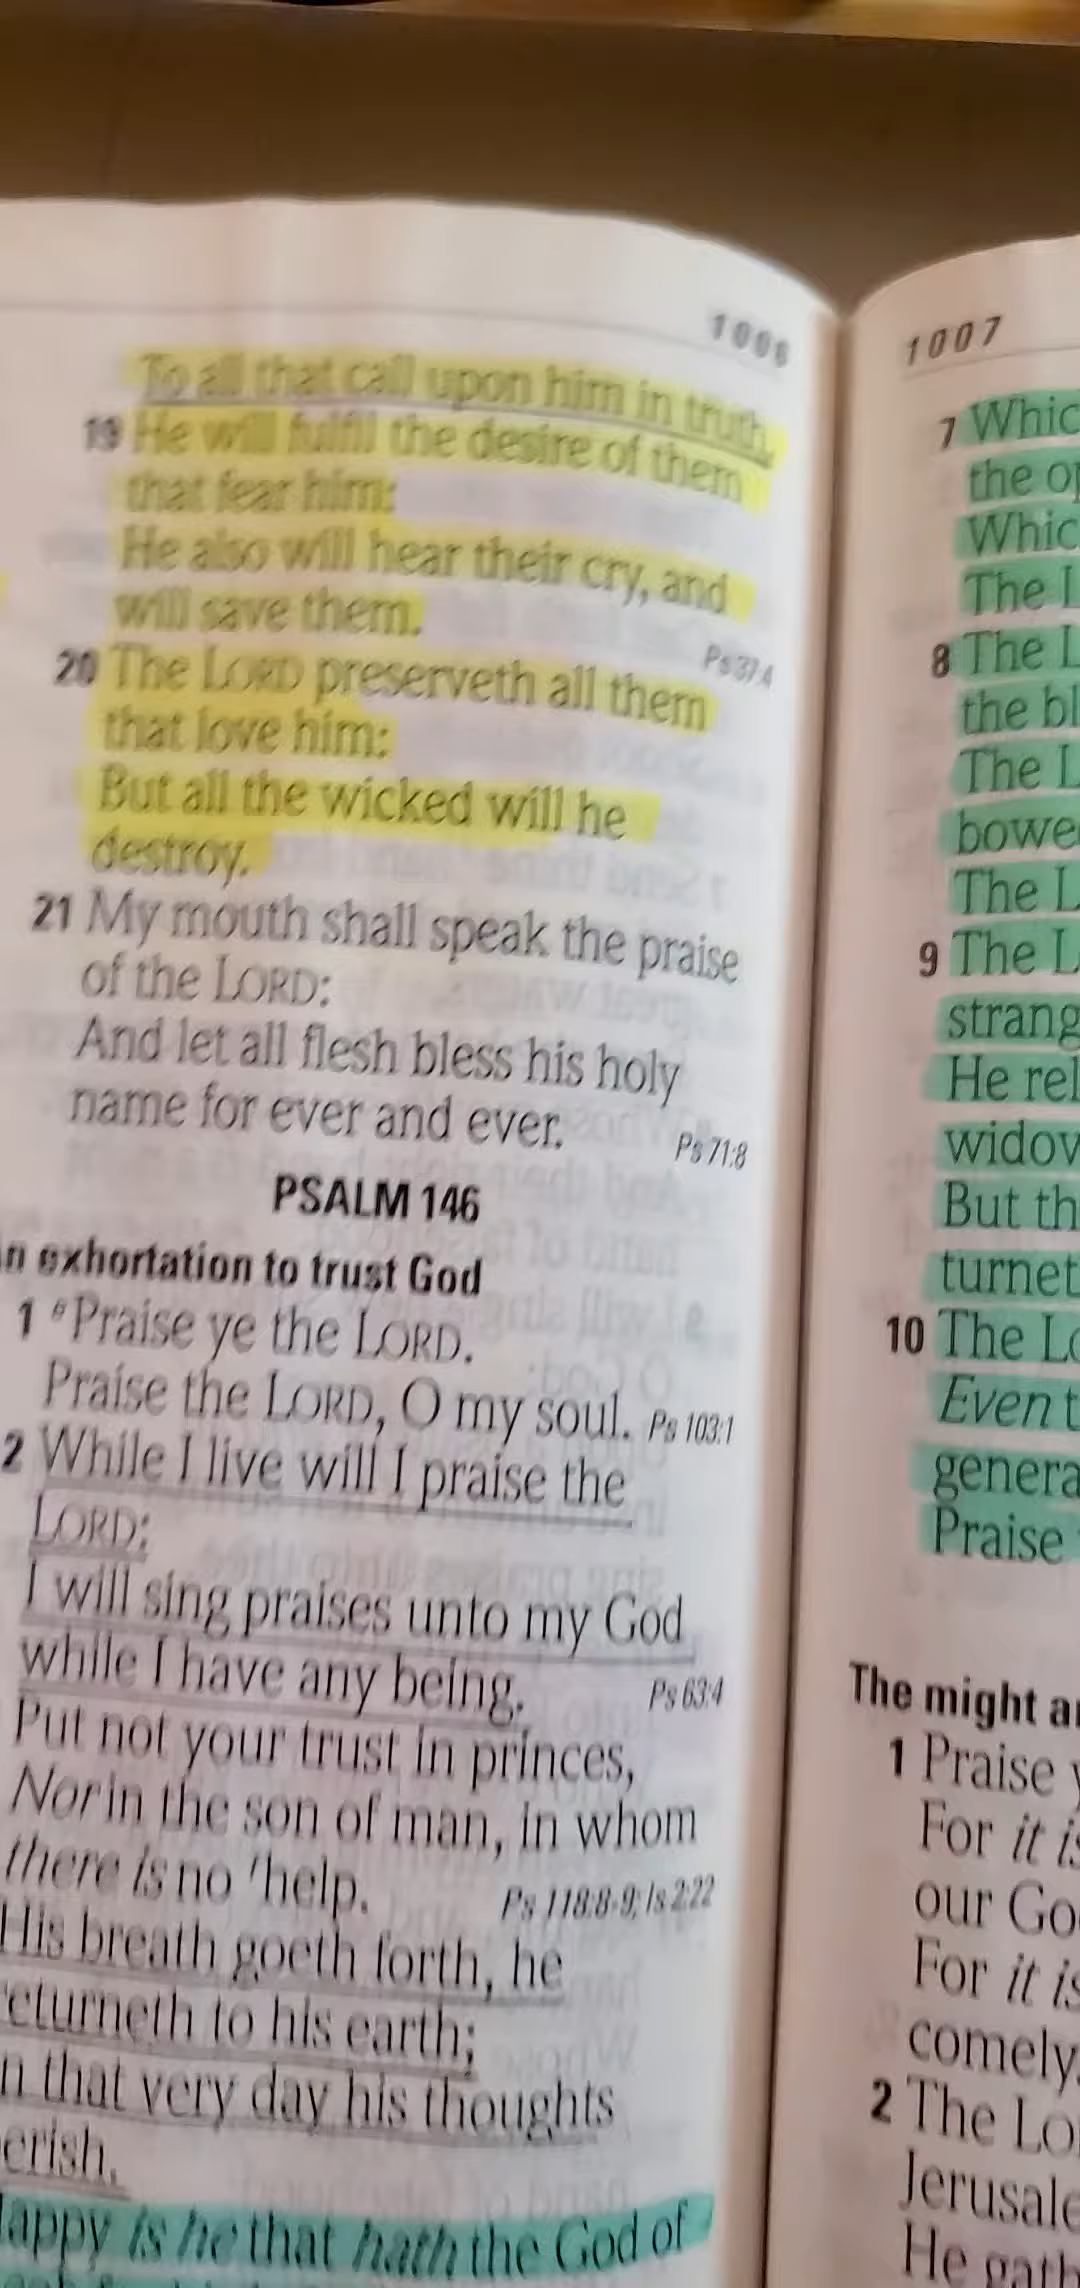 1006
To all that call upon him in truth.
19 He will fulfil the desire of them
that fear him:
He also will hear their cry, and
will save them.
Ps 37:4
20 The LORD preserveth all them
that love him:
But all the wicked will he
destroy.
21 My mouth shall speak the praise
of the LORD:
And let all flesh bless his holy
name for ever and ever.
Ps 71:8
PSALM 146
n exhortation to trust God
1 Praise ye the LORD.
Praise the LORD, O my soul. Ps 103:1
2 While I live will I praise the
LORD:
I will sing praises unto my God
while I have any being. Ps 63:4
Put not your trust in princes,
Nor in the son of man, in whom
there is no help. Ps 118:8-9; Is 2:22
His breath goeth forth, he
eturneth to his earth;
n that very day his thoughts
erish.
appy is he that hath the God of
1007
7 Whic
the op
Whic
The L
8 The L
the bl
The L
bowe
The L
9 The L
strang
He rel
widow
But th
turnet
10 The Lo
Even t
genera
Praise
The might a
1 Praise y
For it is
our Go
For it is
comely.
2 The Lo
Jerusale
He gath